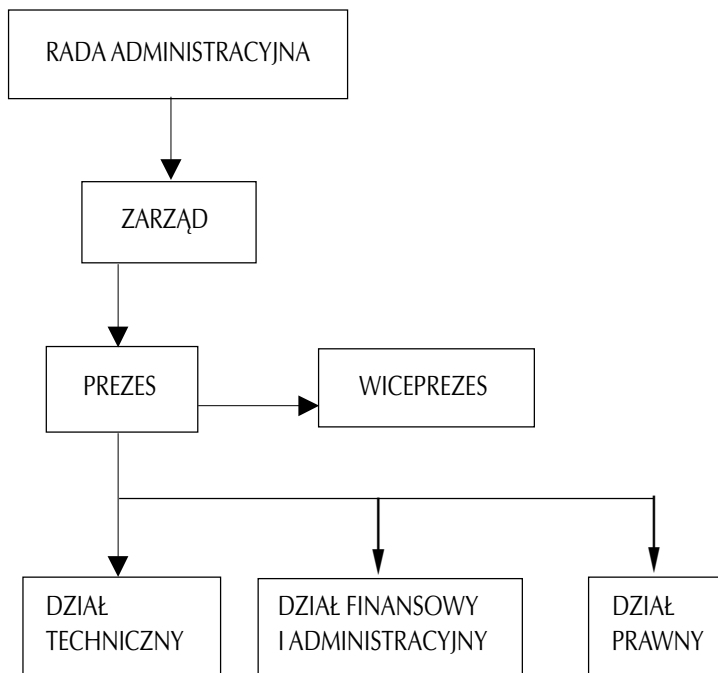 RADA ADMINISTRACYJNA
ZARZĄD
PREZES
WICEPREZES
DZIAŁ
TECHNICZNY
DZIAŁ FINANSOWY
I ADMINISTRACYJNY
DZIAŁ
PRAWNY